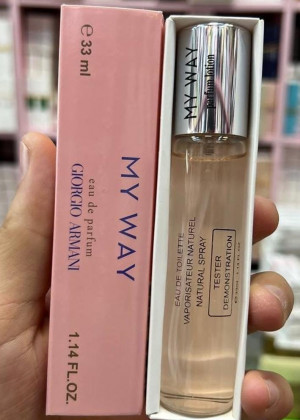 ℮ 33 ml
MY WAY
eau de parfum
GIORGIO ARMANI
1.14 FL.OZ.
MY WAY
EAU DE TOILETTE
VAPORISATEUR NATUREL
NATURAL SPRAY
TESTER
DEMONSTRATION